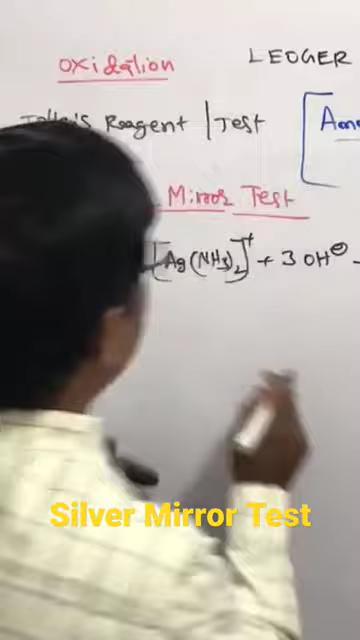 LEDGER
Oxidation
Reagent | Test
Mirror Test
[Ag(NH3)2]+ + 3 OH⊖
Silver Mirror Test